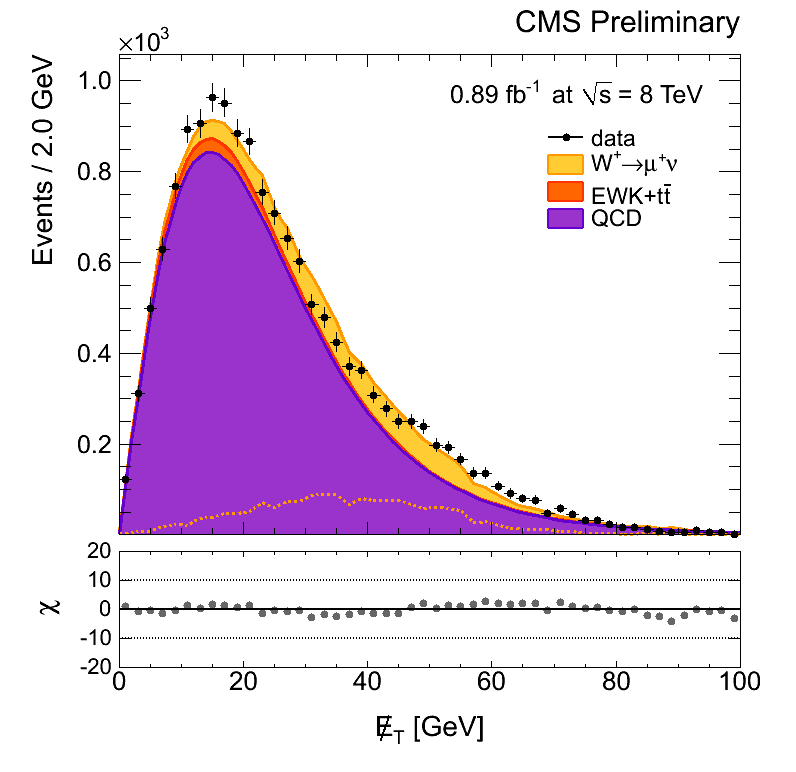 CMS Preliminary
×10³
Events / 2.0 GeV
1.0
0.8
0.6
0.4
0.2
0.89 fb⁻¹ at √s = 8 TeV
data
W⁺→μ⁺ν
EWK+tt̄
QCD
χ
20
10
0
-10
-20
0 20 40 60 80 100
E̸_T [GeV]